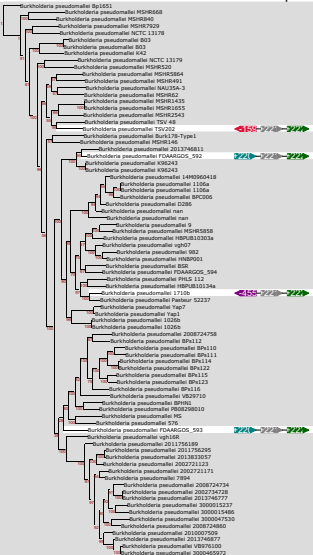 Burkholderia pseudomallei Bp1651
Burkholderia pseudomallei MSHR668
Burkholderia pseudomallei MSHR840
Burkholderia pseudomallei MSHR7929
Burkholderia pseudomallei NCTC 13178
Burkholderia pseudomallei B03
Burkholderia pseudomallei B03
Burkholderia pseudomallei K42
Burkholderia pseudomallei NCTC 13179
Burkholderia pseudomallei MSHR520
Burkholderia pseudomallei MSHR5864
Burkholderia pseudomallei MSHR491
Burkholderia pseudomallei NAU35A-3
Burkholderia pseudomallei MSHR62
Burkholderia pseudomallei MSHR1435
Burkholderia pseudomallei MSHR1655
Burkholderia pseudomallei MSHR2543
Burkholderia pseudomallei TSV 48
Burkholderia pseudomallei TSV202
Burkholderia pseudomallei Burk178-Type1
Burkholderia pseudomallei MSHR146
Burkholderia pseudomallei 2013746811
Burkholderia pseudomallei FDAARGOS_592
Burkholderia pseudomallei K96243
Burkholderia pseudomallei K96243
Burkholderia pseudomallei 14M0960418
Burkholderia pseudomallei 1106a
Burkholderia pseudomallei 1106a
Burkholderia pseudomallei BPC006
Burkholderia pseudomallei D286
Burkholderia pseudomallei nan
Burkholderia pseudomallei nan
Burkholderia pseudomallei 9
Burkholderia pseudomallei MSHR5858
Burkholderia pseudomallei HBPUB10303a
Burkholderia pseudomallei vgh07
Burkholderia pseudomallei 982
Burkholderia pseudomallei HNBP001
Burkholderia pseudomallei BSR
Burkholderia pseudomallei FDAARGOS_594
Burkholderia pseudomallei PHLS 112
Burkholderia pseudomallei HBPUB10134a
Burkholderia pseudomallei 1710b
Burkholderia pseudomallei Pasteur 52237
Burkholderia pseudomallei Yap7
Burkholderia pseudomallei Yap1
Burkholderia pseudomallei 1026b
Burkholderia pseudomallei 1026b
Burkholderia pseudomallei 2008724758
Burkholderia pseudomallei BPs112
Burkholderia pseudomallei BPs110
Burkholderia pseudomallei BPs111
Burkholderia pseudomallei BPs114
Burkholderia pseudomallei BPs122
Burkholderia pseudomallei BPs115
Burkholderia pseudomallei BPs123
Burkholderia pseudomallei BPs116
Burkholderia pseudomallei VB29710
Burkholderia pseudomallei BPHN1
Burkholderia pseudomallei PB08298010
Burkholderia pseudomallei MS
Burkholderia pseudomallei 576
Burkholderia pseudomallei FDAARGOS_593
Burkholderia pseudomallei vgh16R
Burkholderia pseudomallei 2011756189
Burkholderia pseudomallei 2011756295
Burkholderia pseudomallei 2013833057
Burkholderia pseudomallei 2002721123
Burkholderia pseudomallei 2002721171
Burkholderia pseudomallei 7894
Burkholderia pseudomallei 2008724734
Burkholderia pseudomallei 2002734728
Burkholderia pseudomallei 2013746777
Burkholderia pseudomallei 3000015237
Burkholderia pseudomallei 3000015486
Burkholderia pseudomallei 3000047530
Burkholderia pseudomallei 2008724860
Burkholderia pseudomallei 2010007509
Burkholderia pseudomallei 2013746877
Burkholderia pseudomallei VB976100
Burkholderia pseudomallei 3000465972